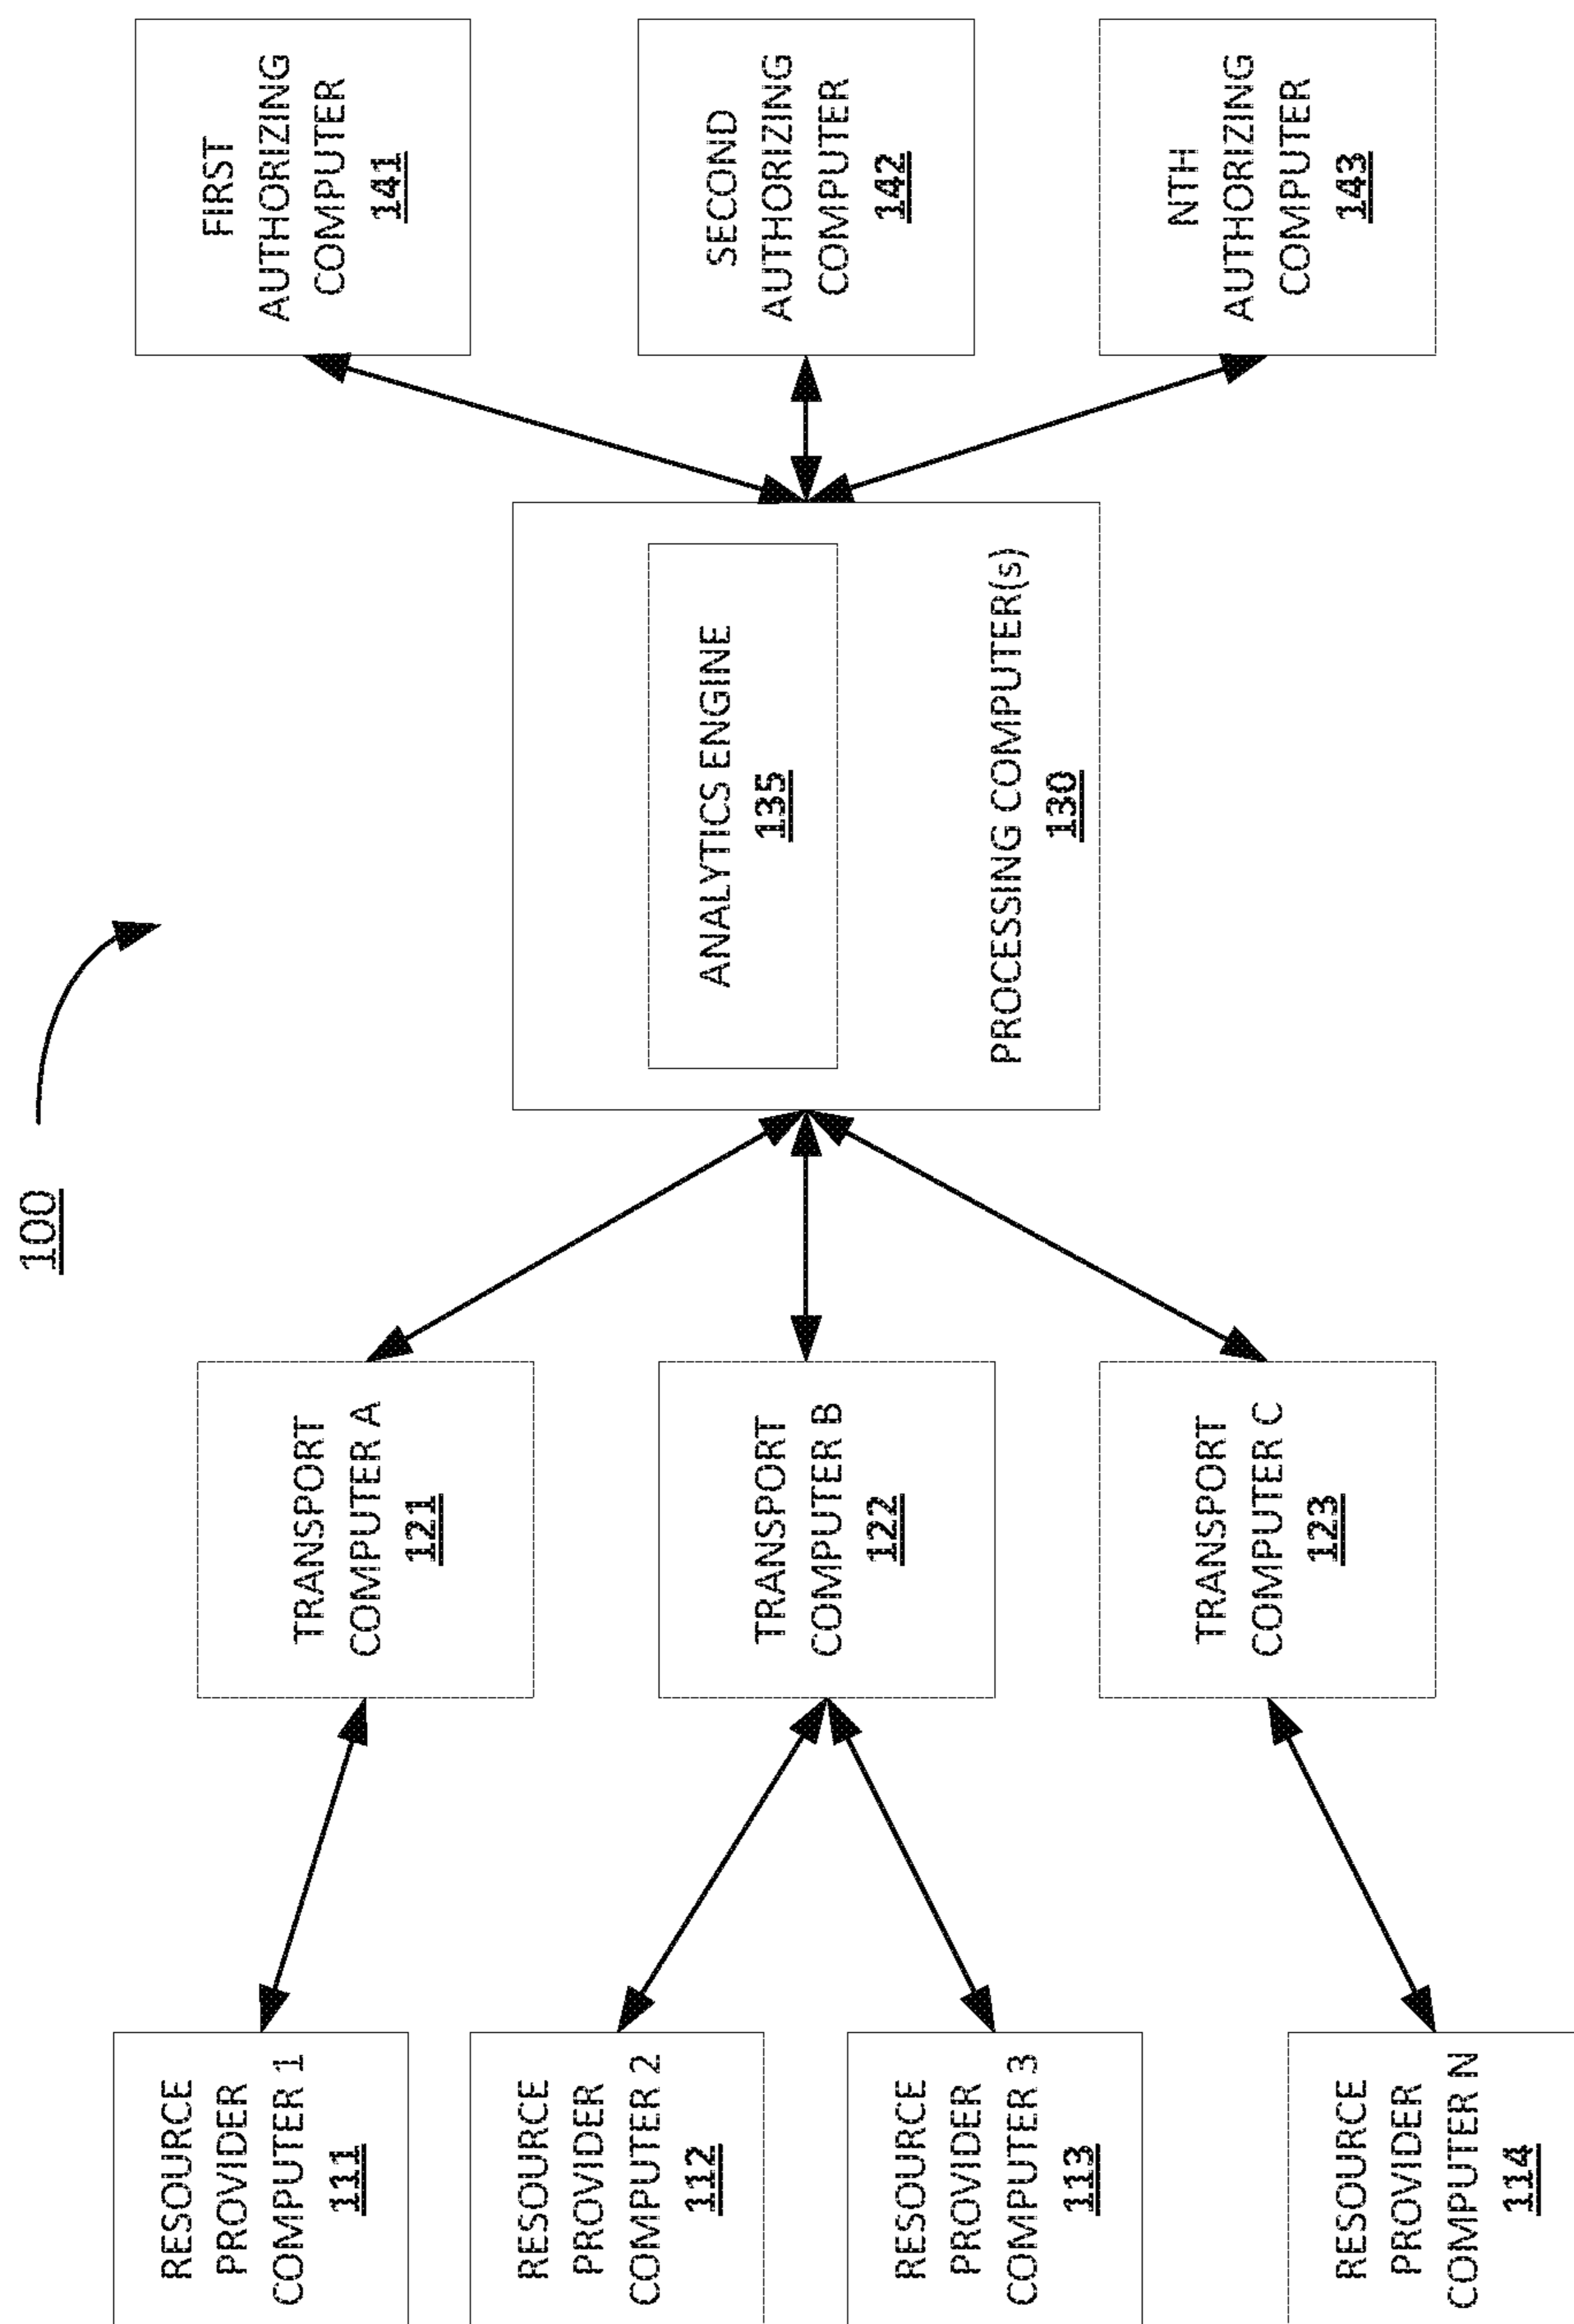 100
RESOURCE
PROVIDER
COMPUTER 1
111
RESOURCE
PROVIDER
COMPUTER 2
112
RESOURCE
PROVIDER
COMPUTER 3
113
RESOURCE
PROVIDER
COMPUTER N
114
TRANSPORT
COMPUTER A
121
TRANSPORT
COMPUTER B
122
TRANSPORT
COMPUTER C
123
ANALYTICS ENGINE
135
PROCESSING COMPUTER(s)
130
FIRST
AUTHORIZING
COMPUTER
141
SECOND
AUTHORIZING
COMPUTER
142
NTH
AUTHORIZING
COMPUTER
143